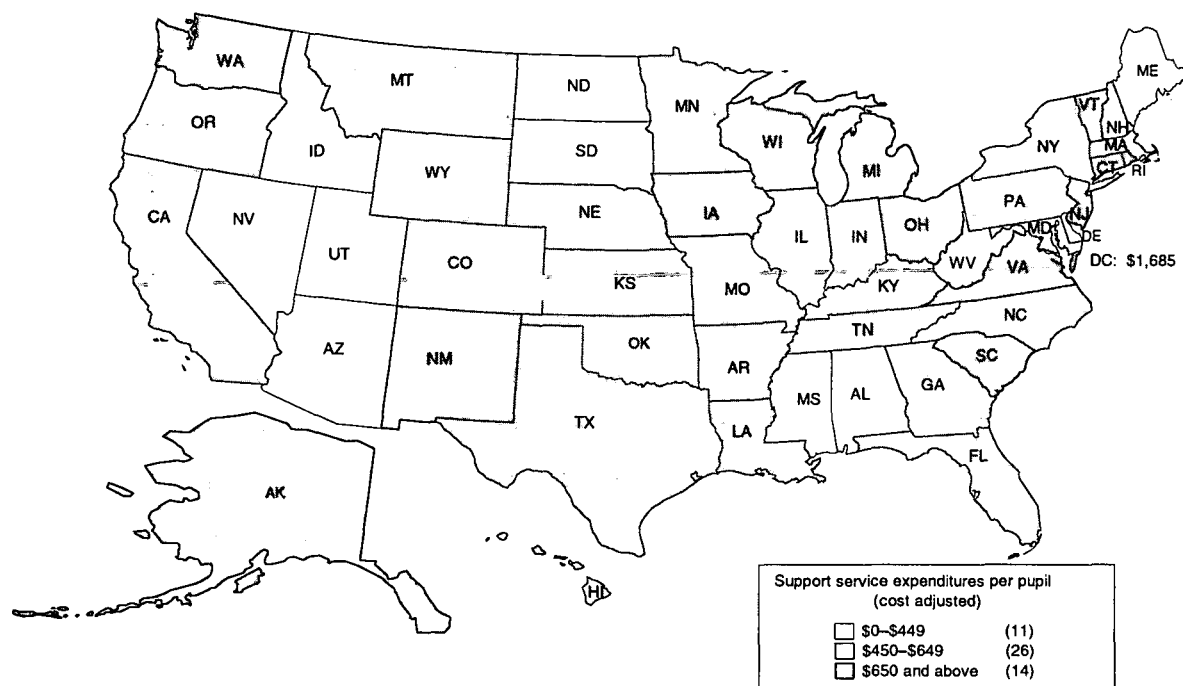 WA
MT
ND
MN
ME
VT
NH
OR
ID
SD
WI
MI
NY
MA
CT
RI
WY
IA
PA
NJ
CA
NV
NE
IL
IN
OH
MD
DE
UT
CO
KS
MO
WV
VA
DC: $1,685
KY
AZ
NM
OK
TN
NC
AR
SC
TX
MS
AL
GA
LA
FL
AK
HI
Support service expenditures per pupil
(cost adjusted)
$0–$449 (11)
$450–$649 (26)
$650 and above (14)